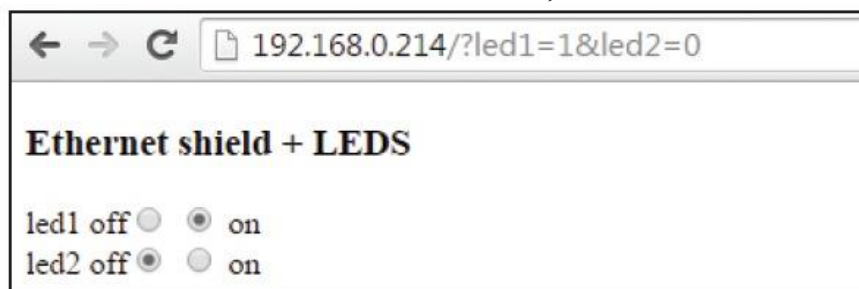 192.168.0.214/?led1=1&led2=0
Ethernet shield + LEDS
led1 off on
led2 off on